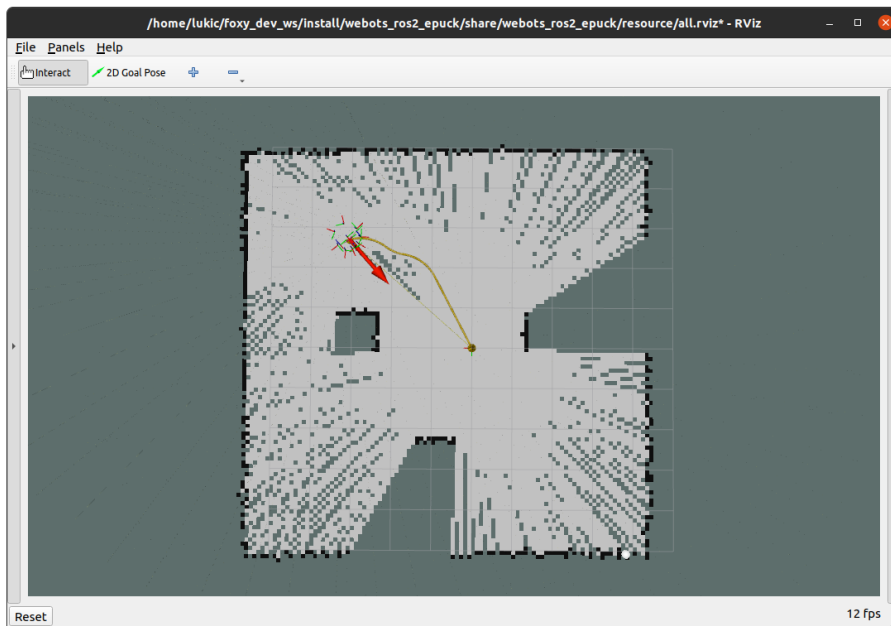 /home/lukic/foxy_dev_ws/install/webots_ros2_epuck/share/webots_ros2_epuck/resource/all.rviz* - RViz
File Panels Help
Interact 2D Goal Pose
Reset 12 fps